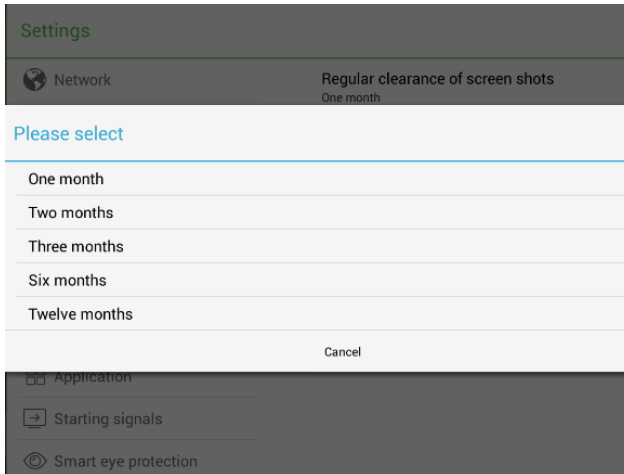 Settings
Network
Regular clearance of screen shots
One month
Please select
One month
Two months
Three months
Six months
Twelve months
Cancel
Application
Starting signals
Smart eye protection